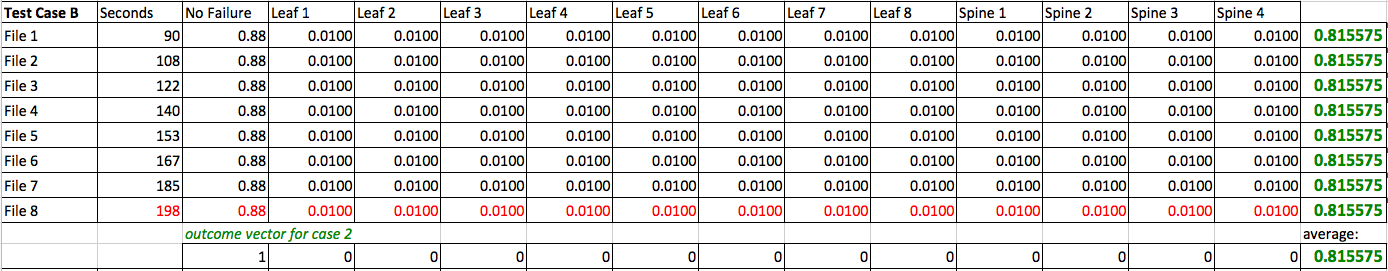 Test Case B Seconds No Failure Leaf 1 Leaf 2 Leaf 3 Leaf 4 Leaf 5 Leaf 6 Leaf 7 Leaf 8 Spine 1 Spine 2 Spine 3 Spine 4
File 1 90 0.88 0.0100 0.0100 0.0100 0.0100 0.0100 0.0100 0.0100 0.0100 0.0100 0.0100 0.0100 0.0100 0.815575
File 2 108 0.88 0.0100 0.0100 0.0100 0.0100 0.0100 0.0100 0.0100 0.0100 0.0100 0.0100 0.0100 0.0100 0.815575
File 3 122 0.88 0.0100 0.0100 0.0100 0.0100 0.0100 0.0100 0.0100 0.0100 0.0100 0.0100 0.0100 0.0100 0.815575
File 4 140 0.88 0.0100 0.0100 0.0100 0.0100 0.0100 0.0100 0.0100 0.0100 0.0100 0.0100 0.0100 0.0100 0.815575
File 5 153 0.88 0.0100 0.0100 0.0100 0.0100 0.0100 0.0100 0.0100 0.0100 0.0100 0.0100 0.0100 0.0100 0.815575
File 6 167 0.88 0.0100 0.0100 0.0100 0.0100 0.0100 0.0100 0.0100 0.0100 0.0100 0.0100 0.0100 0.0100 0.815575
File 7 185 0.88 0.0100 0.0100 0.0100 0.0100 0.0100 0.0100 0.0100 0.0100 0.0100 0.0100 0.0100 0.0100 0.815575
File 8 198 0.88 0.0100 0.0100 0.0100 0.0100 0.0100 0.0100 0.0100 0.0100 0.0100 0.0100 0.0100 0.0100 0.815575
outcome vector for case 2 average:
1 0 0 0 0 0 0 0 0 0 0 0 0 0.815575